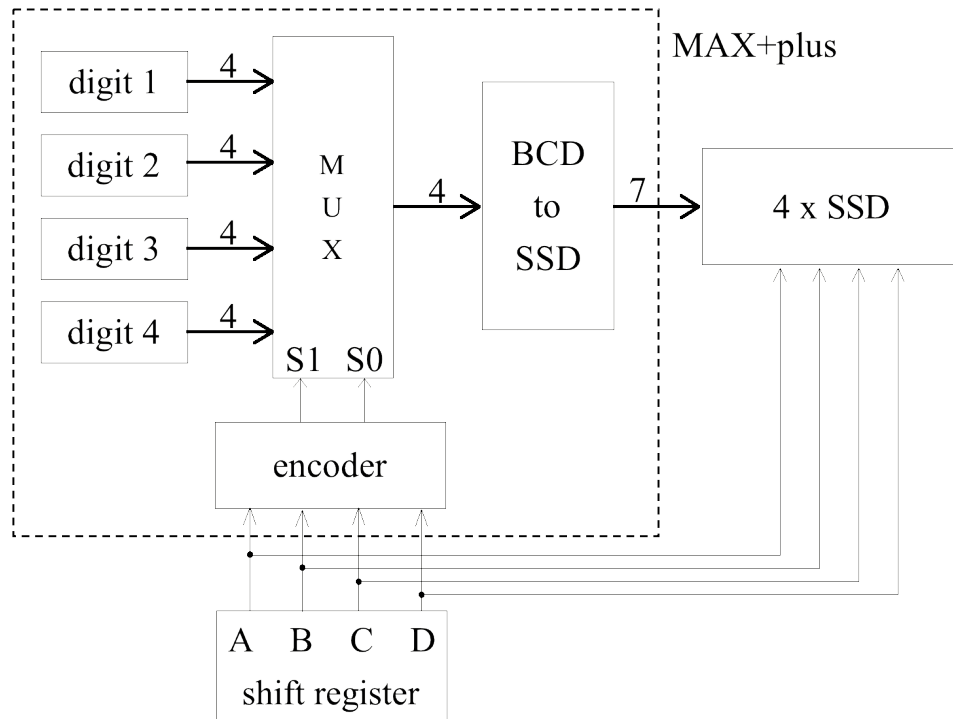 MAX+plus
digit 1
4
digit 2
4
digit 3
4
digit 4
4
M
U
X
S1 S0
4
BCD
to
SSD
7
4 x SSD
encoder
A B C D
shift register